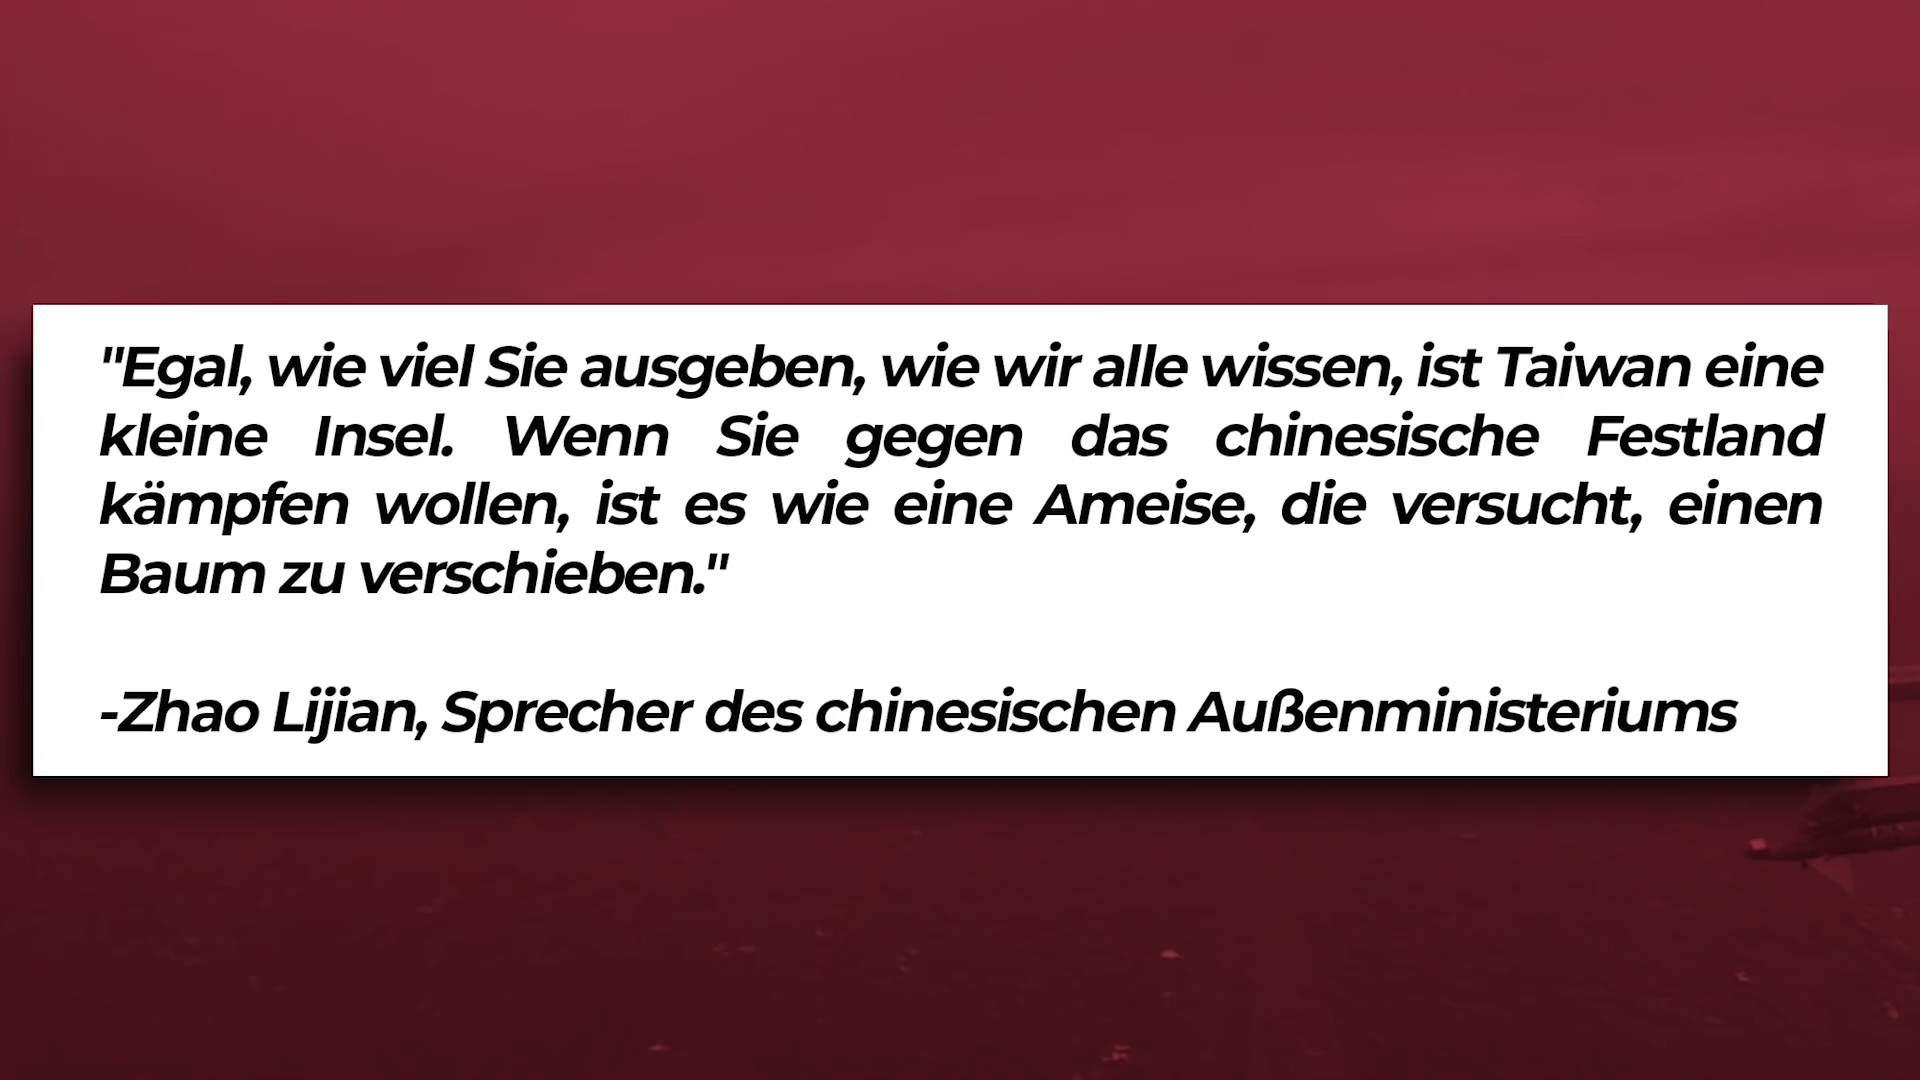 "Egal, wie viel Sie ausgeben, wie wir alle wissen, ist Taiwan eine
kleine Insel. Wenn Sie gegen das chinesische Festland
kämpfen wollen, ist es wie eine Ameise, die versucht, einen
Baum zu verschieben."
-Zhao Lijian, Sprecher des chinesischen Außenministeriums